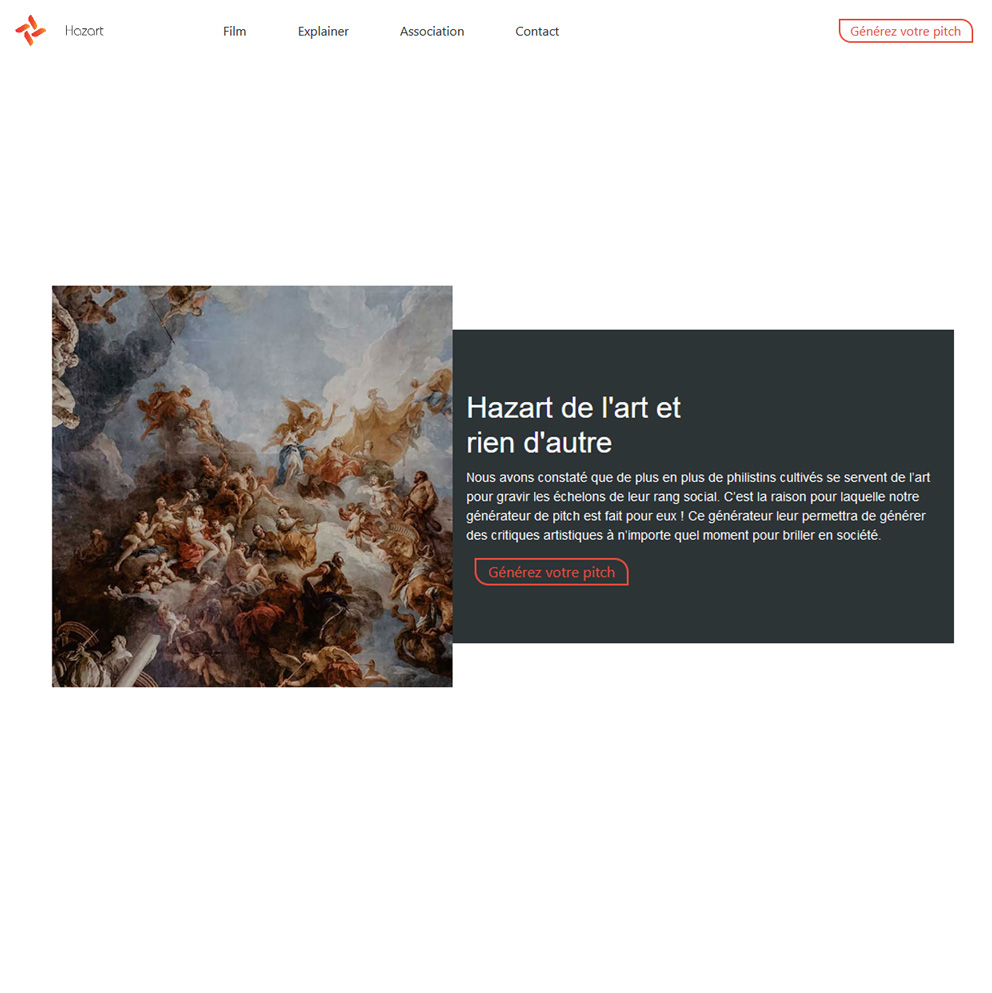 Hazart
Film
Explainer
Association
Contact
Générez votre pitch
Hazart de l'art et
rien d'autre
Nous avons constaté que de plus en plus de philistins cultivés se servent de l’art
pour gravir les échelons de leur rang social. C’est la raison pour laquelle notre
générateur de pitch est fait pour eux ! Ce générateur leur permettra de générer
des critiques artistiques à n’importe quel moment pour briller en société.
Générez votre pitch